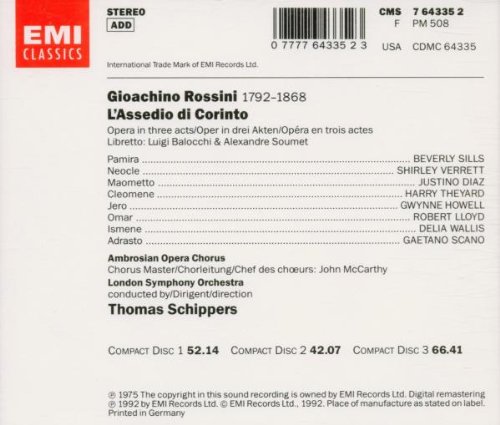 EMI
CLASSICS
STEREO
ADD
0 7777 64335 2 3
CMS 7 64335 2
F PM 508
USA CDMC 64335
International Trade Mark of EMI Records Ltd.
Gioachino Rossini 1792–1868
L'Assedio di Corinto
Opera in three acts/Oper in drei Akten/Opéra en trois actes
Libretto: Luigi Balocchi & Alexandre Soumet
Pamira BEVERLY SILLS
Neocle SHIRLEY VERRETT
Maometto JUSTINO DIAZ
Cleomene HARRY THEYARD
Jero GWYNNE HOWELL
Omar ROBERT LLOYD
Ismene DELIA WALLIS
Adrasto GAETANO SCANO
Ambrosian Opera Chorus
Chorus Master/Chorleitung/Chef des chœurs: John McCarthy
London Symphony Orchestra
conducted by/Dirigent/direction
Thomas Schippers
COMPACT DISC 1 52.14 COMPACT DISC 2 42.07 COMPACT DISC 3 66.41
℗ 1975 The copyright in this sound recording is owned by EMI Records Ltd. Digital remastering
℗ 1992 by EMI Records Ltd. © EMI Records Ltd., 1992. Place of manufacture as stated on label.
Printed in Germany